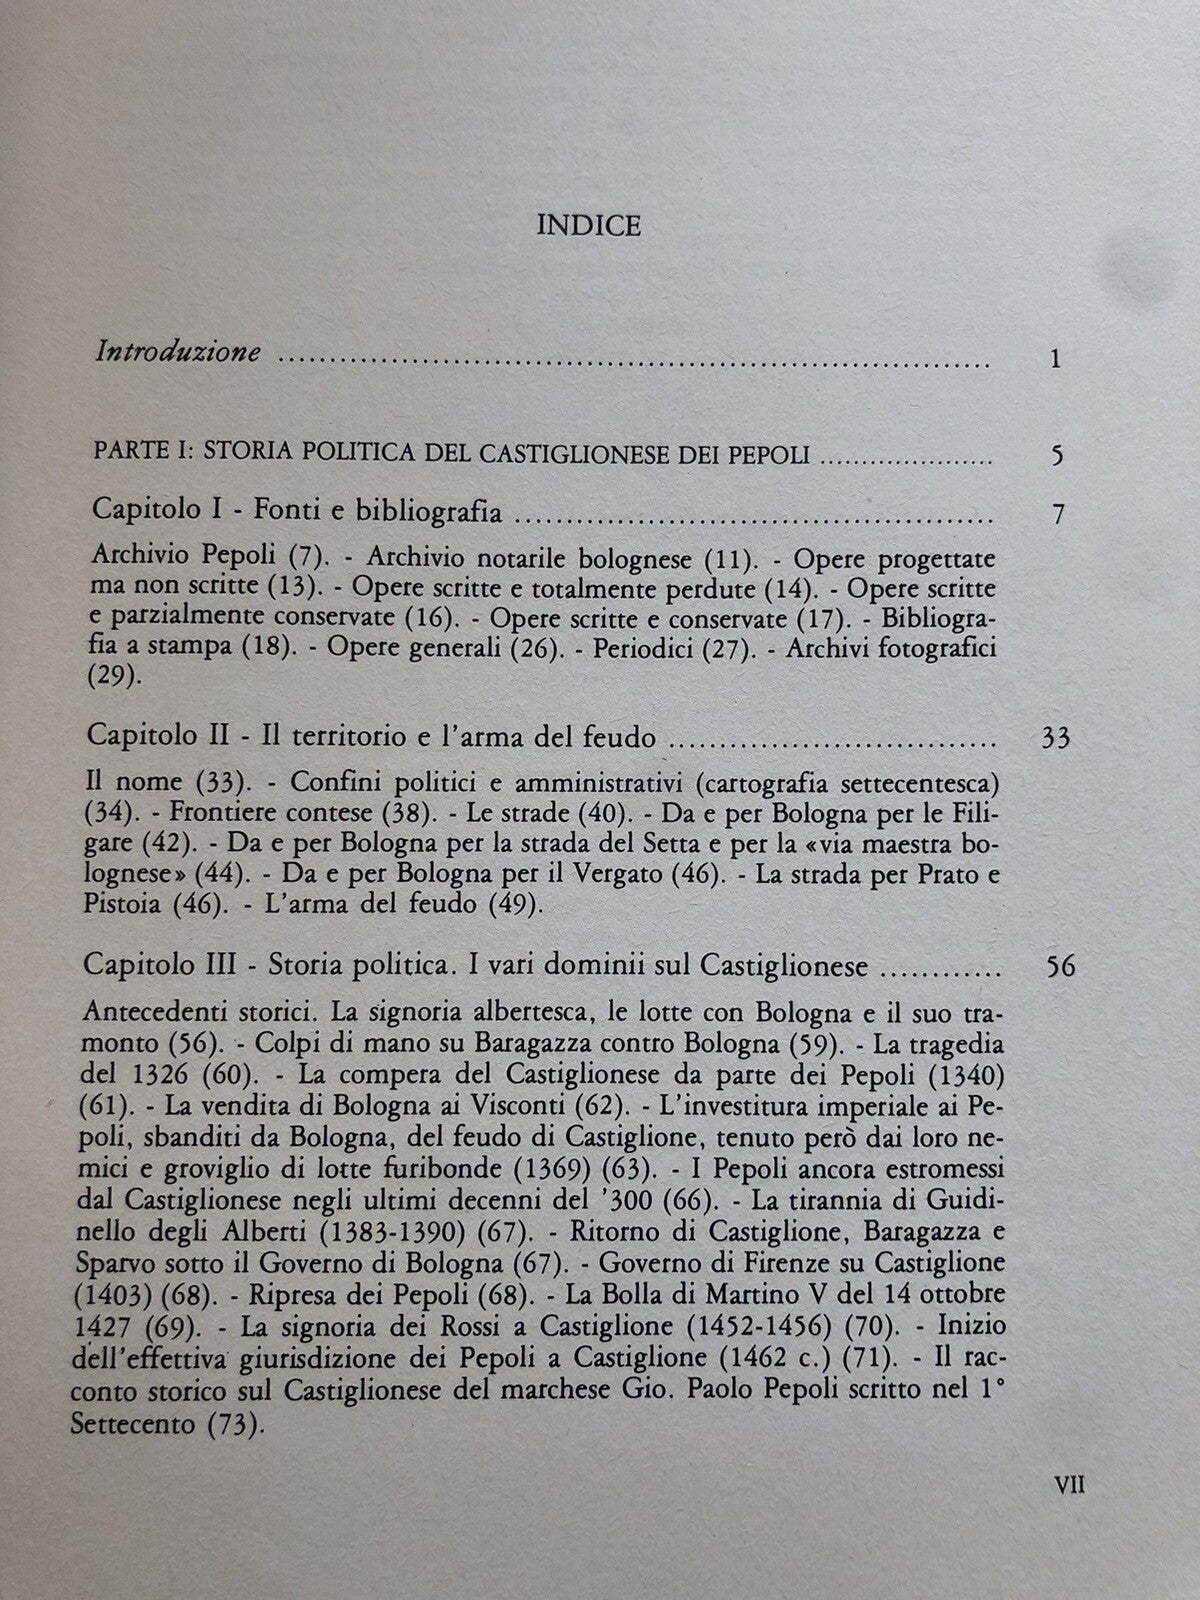 INDICE
Introduzione ........................................................................ 1
PARTE I: STORIA POLITICA DEL CASTIGLIONESE DEI PEPOLI ...................... 5
Capitolo I - Fonti e bibliografia ................................................ 7
Archivio Pepoli (7). - Archivio notarile bolognese (11). - Opere progettate
ma non scritte (13). - Opere scritte e totalmente perdute (14). - Opere scritte
e parzialmente conservate (16). - Opere scritte e conservate (17). - Bibliogra-
fia a stampa (18). - Opere generali (26). - Periodici (27). - Archivi fotografici
(29).
Capitolo II - Il territorio e l'arma del feudo ................................. 33
Il nome (33). - Confini politici e amministrativi (cartografia settecentesca)
(34). - Frontiere contese (38). - Le strade (40). - Da e per Bologna per le Fili-
gare (42). - Da e per Bologna per la strada del Setta e per la «via maestra bo-
lognese» (44). - Da e per Bologna per il Vergato (46). - La strada per Prato e
Pistoia (46). - L'arma del feudo (49).
Capitolo III - Storia politica. I vari dominii sul Castiglionese ............ 56
Antecedenti storici. La signoria albertesca, le lotte con Bologna e il suo tra-
monto (56). - Colpi di mano su Baragazza contro Bologna (59). - La tragedia
del 1326 (60). - La compera del Castiglionese da parte dei Pepoli (1340)
(61). - La vendita di Bologna ai Visconti (62). - L'investitura imperiale ai Pe-
poli, sbanditi da Bologna, del feudo di Castiglione, tenuto però dai loro ne-
mici e groviglio di lotte furibonde (1369) (63). - I Pepoli ancora estromessi
dal Castiglionese negli ultimi decenni del '300 (66). - La tirannia di Guidi-
nello degli Alberti (1383-1390) (67). - Ritorno di Castiglione, Baragazza e
Sparvo sotto il Governo di Bologna (67). - Governo di Firenze su Castiglione
(1403) (68). - Ripresa dei Pepoli (68). - La Bolla di Martino V del 14 ottobre
1427 (69). - La signoria dei Rossi a Castiglione (1452-1456) (70). - Inizio
dell'effettiva giurisdizione dei Pepoli a Castiglione (1462 c.) (71). - Il rac-
conto storico sul Castiglionese del marchese Gio. Paolo Pepoli scritto nel 1°
Settecento (73).
VII